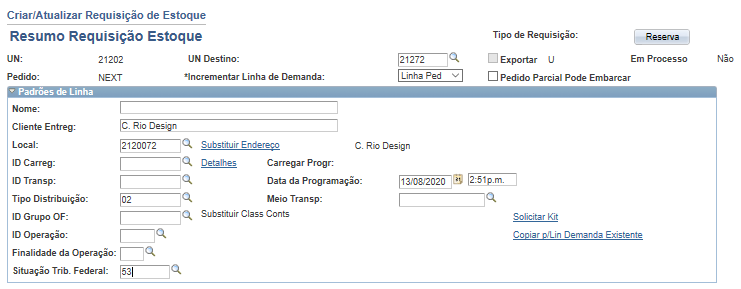 Criar/Atualizar Requisição de Estoque
Resumo Requisição Estoque Tipo de Requisição: Reserva
UN: 21202 UN Destino: 21272 Exportar U Em Processo Não
Pedido: NEXT *Incrementar Linha de Demanda: Linha Ped Pedido Parcial Pode Embarcar
Padrões de Linha
Nome:
Cliente Entreg: C. Rio Design
Local: 2120072 Substituir Endereço C. Rio Design
ID Carreg: Detalhes Carregar Progr:
ID Transp: Data da Programação: 13/08/2020 2:51p.m.
Tipo Distribuição: 02 Meio Transp:
ID Grupo OF: Substituir Class Conts Solicitar Kit
ID Operação: Copiar p/Lin Demanda Existente
Finalidade da Operação:
Situação Trib. Federal: 53